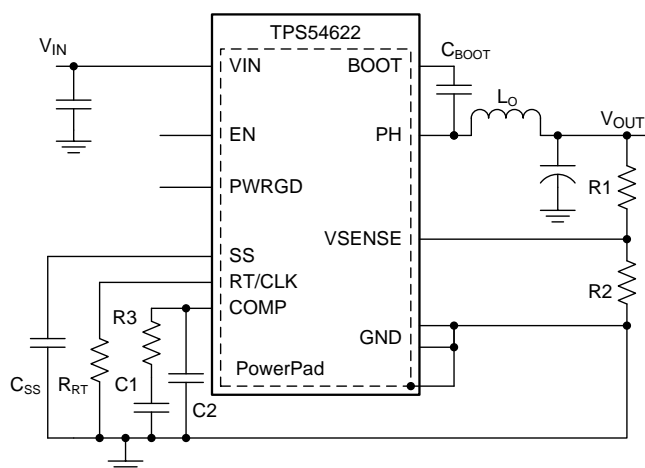 TPS54622
V_IN
VIN
BOOT
C_BOOT
L_O
V_OUT
EN
PH
PWRGD
R1
VSENSE
SS
RT/CLK
COMP
R2
R3
GND
PowerPad
C_SS
R_RT
C1
C2